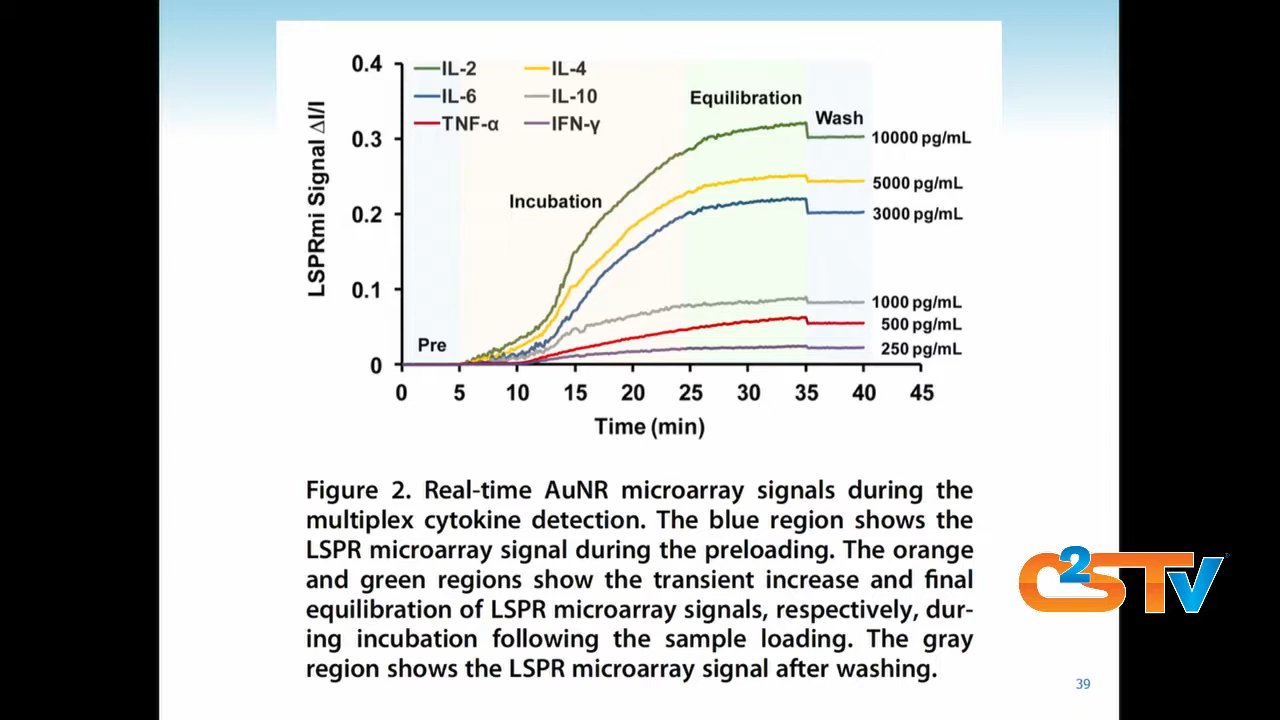 0.4
IL-2
IL-4
IL-6
IL-10
TNF-α
IFN-γ
Equilibration
Wash
0.3
10000 pg/mL
LSPRmi Signal ΔI/I
Incubation
5000 pg/mL
0.2
3000 pg/mL
0.1
1000 pg/mL
500 pg/mL
Pre
250 pg/mL
0
0 5 10 15 20 25 30 35 40 45
Time (min)
Figure 2. Real-time AuNR microarray signals during the
multiplex cytokine detection. The blue region shows the
LSPR microarray signal during the preloading. The orange
and green regions show the transient increase and final
equilibration of LSPR microarray signals, respectively, dur-
ing incubation following the sample loading. The gray
region shows the LSPR microarray signal after washing.
C2STV
39